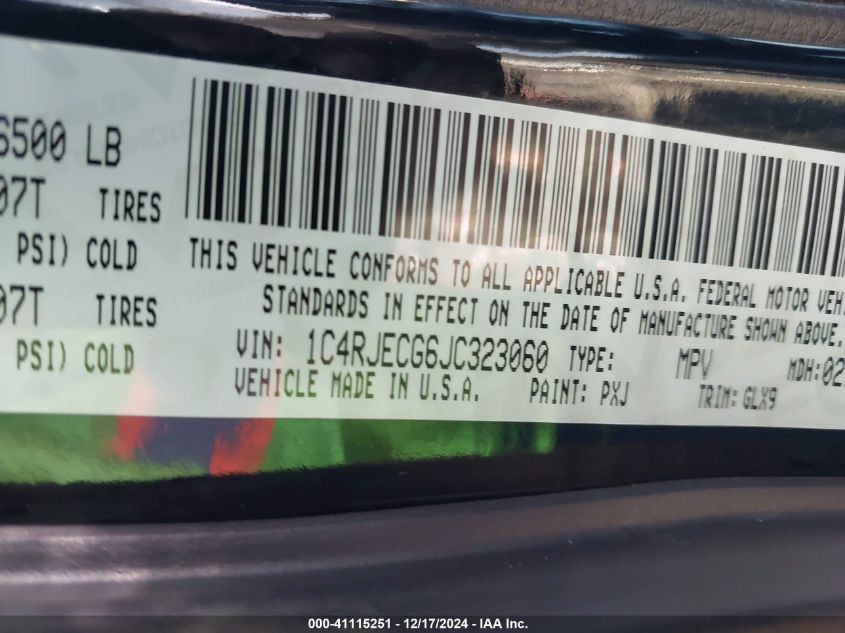 6500 LB
07T TIRES
PSI) COLD
07T TIRES
PSI) COLD
THIS VEHICLE CONFORMS TO ALL APPLICABLE U.S.A. FEDERAL MOTOR VEHI
STANDARDS IN EFFECT ON THE DATE OF MANUFACTURE SHOWN ABOVE.
VIN: 1C4RJECG6JC323060 TYPE: MPV MDH:02
VEHICLE MADE IN U.S.A. PAINT: PXJ TRIM: GLX9
000-41115251 - 12/17/2024 - IAA Inc.